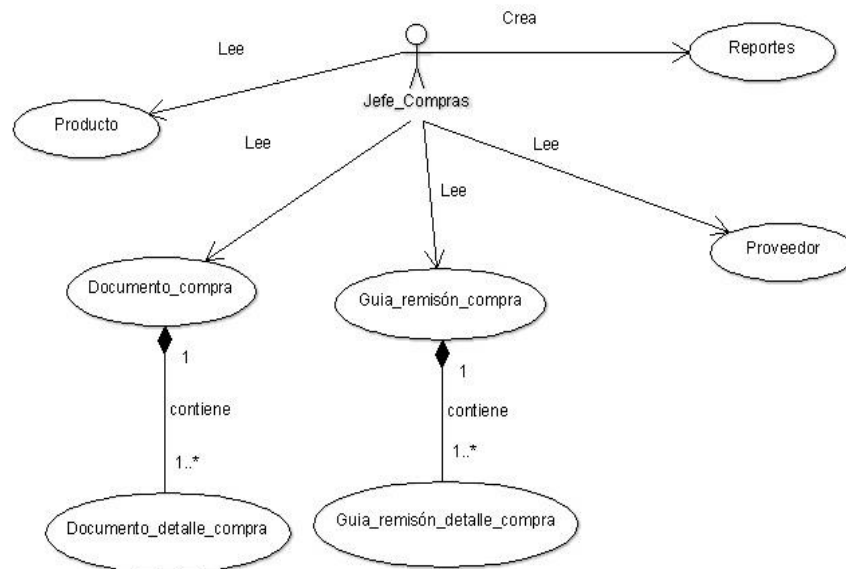 Crea
Lee
Reportes
Jefe_Compras
Producto
Lee
Lee
Lee
Proveedor
Documento_compra
Guia_remisón_compra
1
1
contiene
contiene
1..*
1..*
Documento_detalle_compra
Guia_remisón_detalle_compra